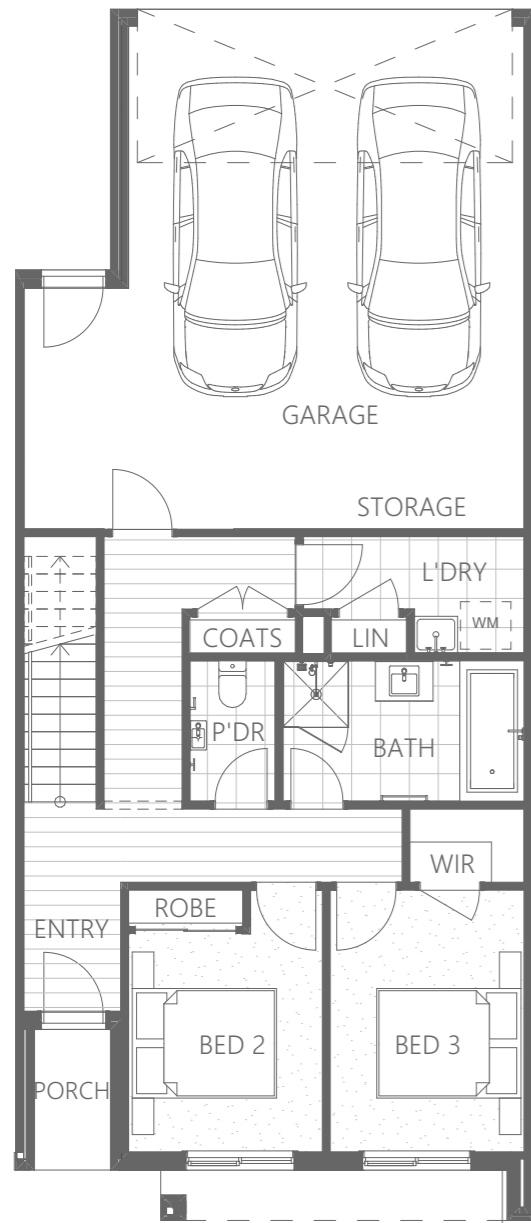 GARAGE
STORAGE
L'DRY
WM
COATS
LIN
P'DR
BATH
WIR
ROBE
ENTRY
BED 2
BED 3
PORCH